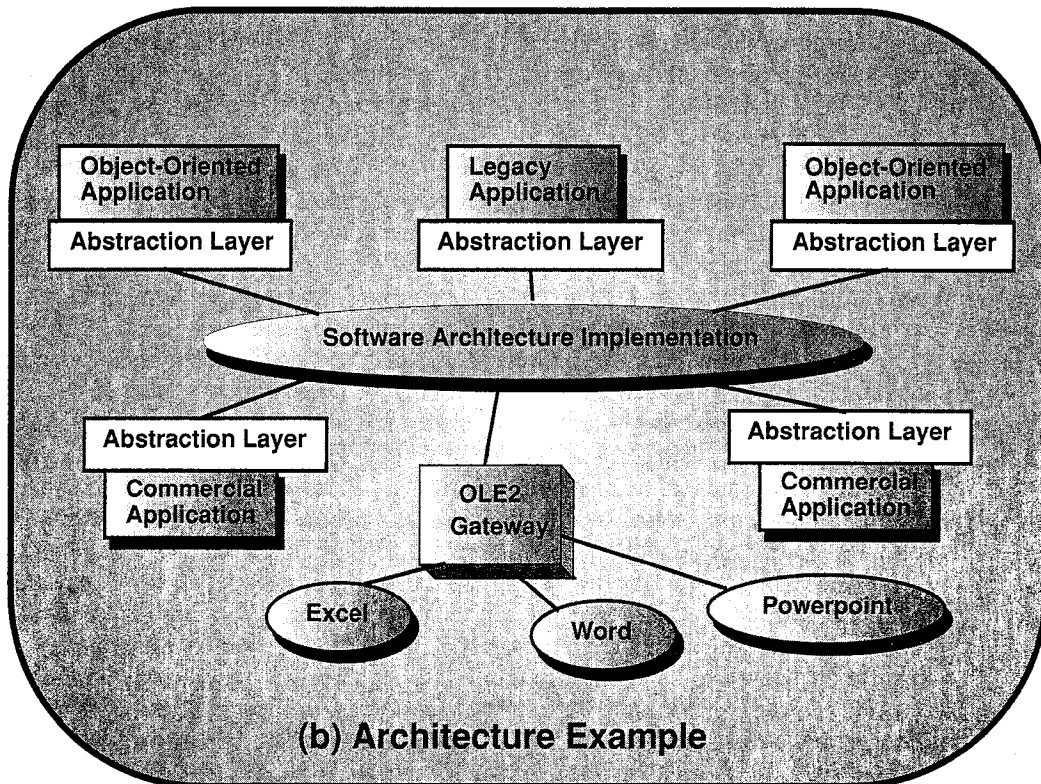 Object-Oriented
Application
Abstraction Layer
Legacy
Application
Abstraction Layer
Object-Oriented
Application
Abstraction Layer
Software Architecture Implementation
Abstraction Layer
Commercial
Application
OLE2
Gateway
Abstraction Layer
Commercial
Application
Excel
Word
Powerpoint
(b) Architecture Example